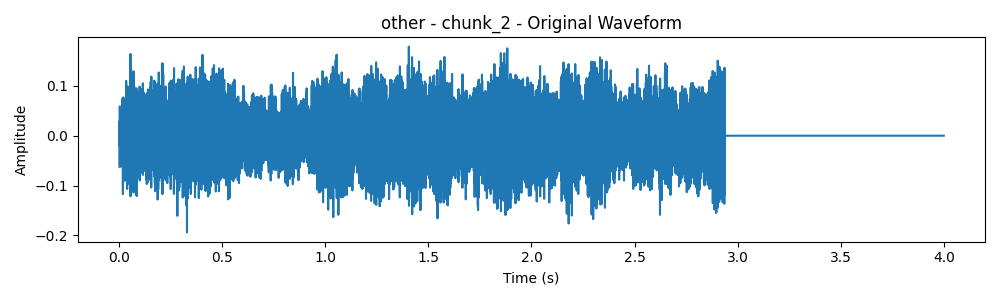 other - chunk_2 - Original Waveform
Amplitude
0.1
0.0
−0.1
−0.2
0.0 0.5 1.0 1.5 2.0 2.5 3.0 3.5 4.0
Time (s)